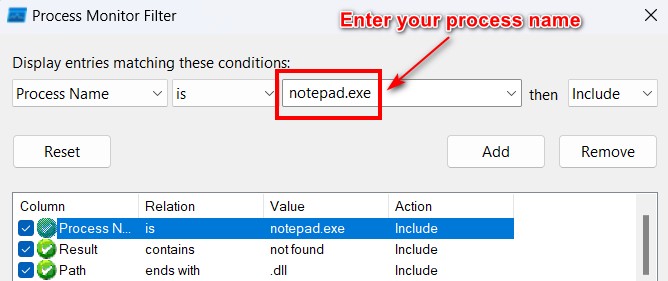 Process Monitor Filter
Enter your process name
Display entries matching these conditions:
Process Name is notepad.exe then Include
Reset Add Remove
Column Relation Value Action
Process N... is notepad.exe Include
Result contains not found Include
Path ends with .dll Include